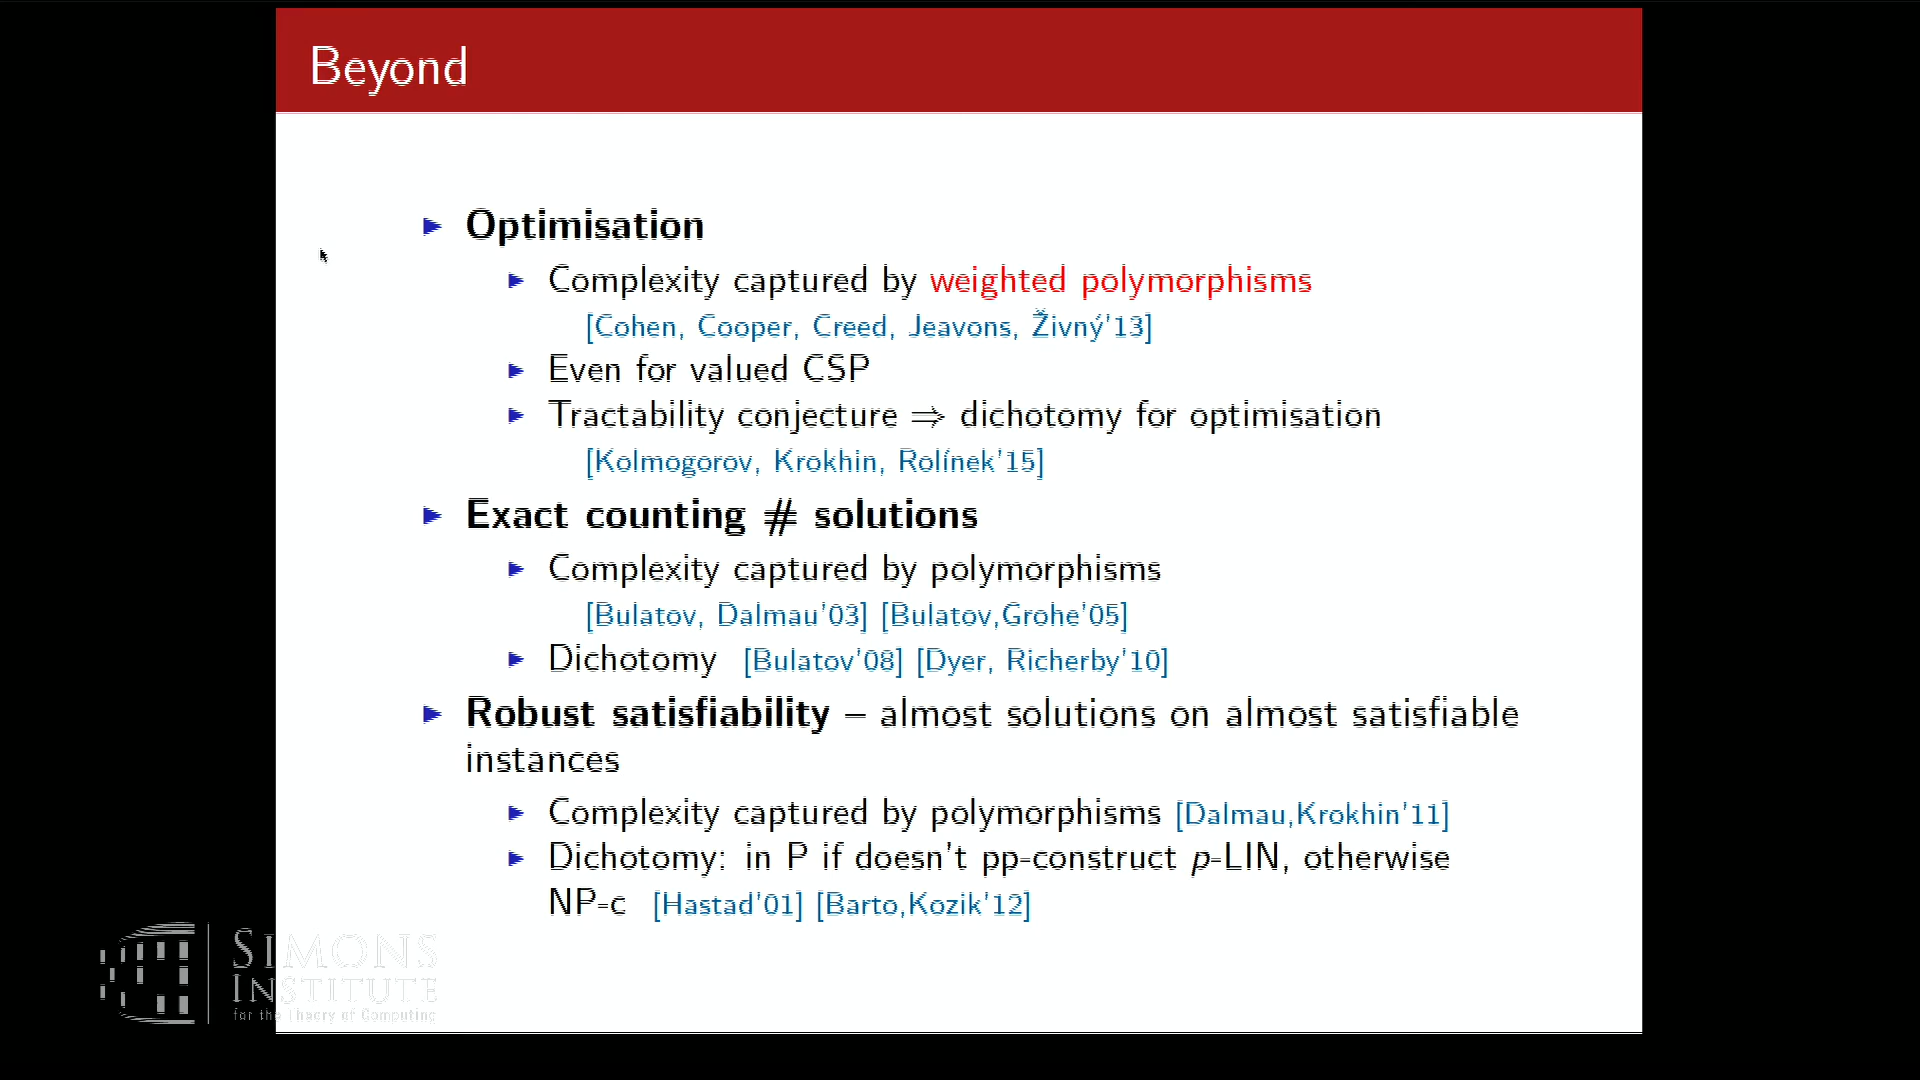 Beyond
Optimisation
Complexity captured by weighted polymorphisms
[Cohen, Cooper, Creed, Jeavons, Živný'13]
Even for valued CSP
Tractability conjecture ⇒ dichotomy for optimisation
[Kolmogorov, Krokhin, Rolínek'15]
Exact counting # solutions
Complexity captured by polymorphisms
[Bulatov, Dalmau'03] [Bulatov,Grohe'05]
Dichotomy [Bulatov'08] [Dyer, Richerby'10]
Robust satisfiability – almost solutions on almost satisfiable
instances
Complexity captured by polymorphisms [Dalmau,Krokhin'11]
Dichotomy: in P if doesn't pp-construct p-LIN, otherwise
NP-c [Hastad'01] [Barto,Kozik'12]
SIMONS
INSTITUTE
for the Theory of Computing